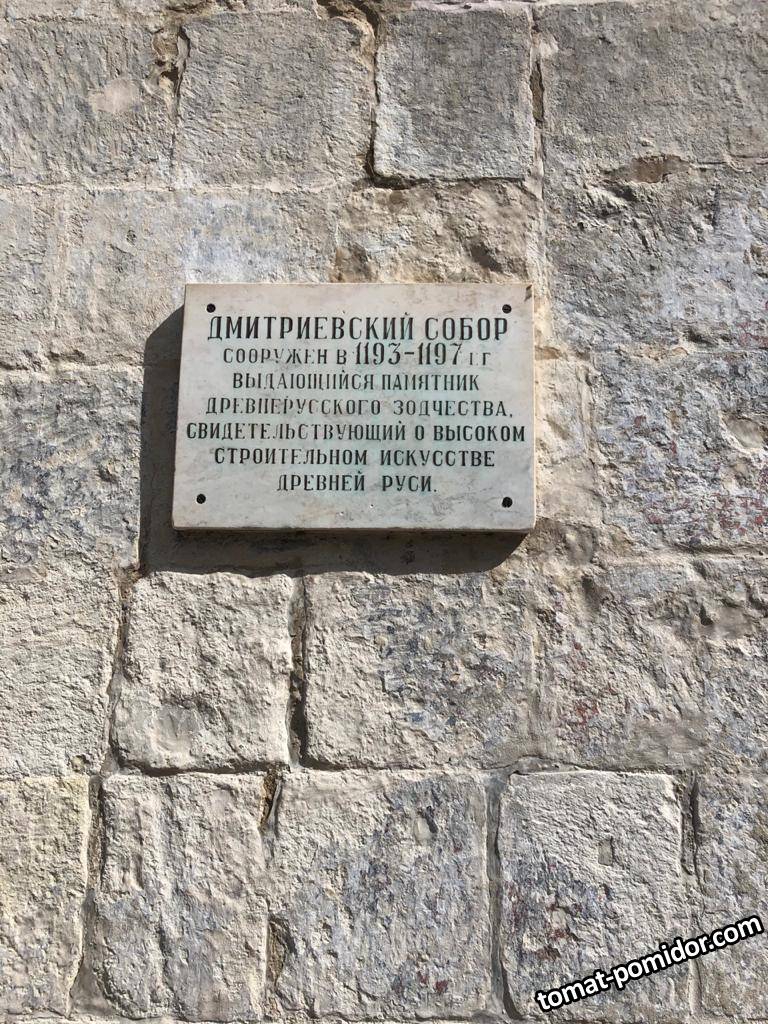 ДМИТРИЕВСКИЙ СОБОР
СООРУЖЕН В 1193-1197 Г.Г
ВЫДАЮЩИЙСЯ ПАМЯТНИК
ДРЕВНЕРУССКОГО ЗОДЧЕСТВА,
СВИДЕТЕЛЬСТВУЮЩИЙ О ВЫСОКОМ
СТРОИТЕЛЬНОМ ИСКУССТВЕ
ДРЕВНЕЙ РУСИ.
tomat-pomidor.com